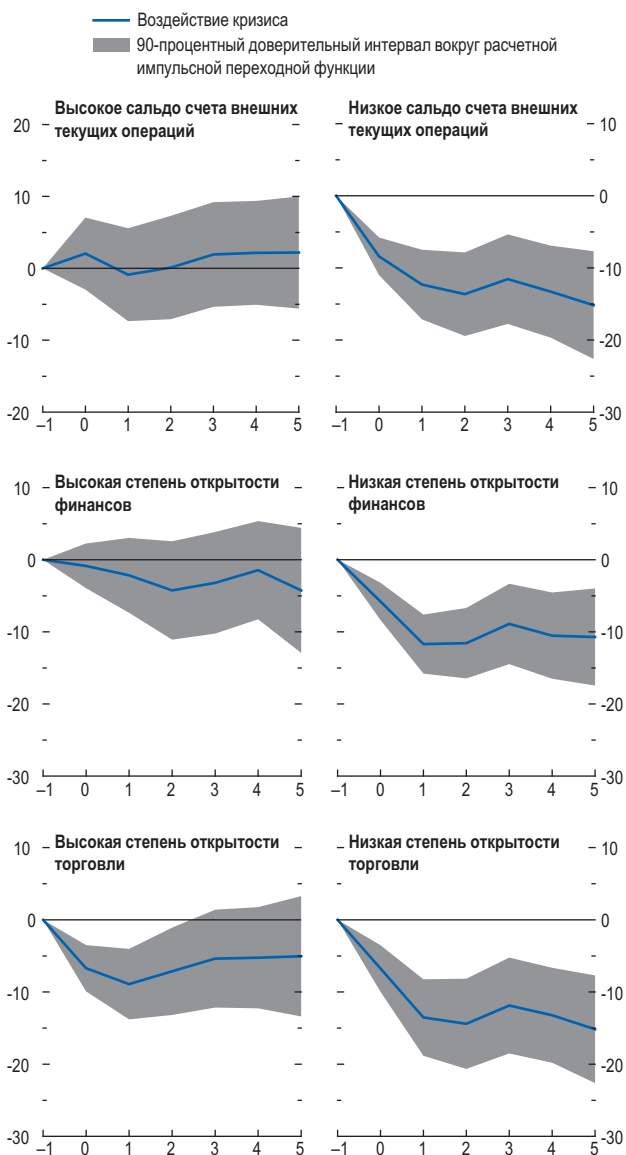 Воздействие кризиса
90-процентный доверительный интервал вокруг расчетной
импульсной переходной функции
Высокое сальдо счета внешних
текущих операций
20
10
0
-10
-20
–1 0 1 2 3 4 5
Низкое сальдо счета внешних
текущих операций
10
0
-10
-20
-30
–1 0 1 2 3 4 5
Высокая степень открытости
финансов
10
0
-10
-20
-30
–1 0 1 2 3 4 5
Низкая степень открытости
финансов
10
0
-10
-20
-30
–1 0 1 2 3 4 5
Высокая степень открытости
торговли
10
0
-10
-20
-30
–1 0 1 2 3 4 5
Низкая степень открытости
торговли
10
0
-10
-20
-30
–1 0 1 2 3 4 5